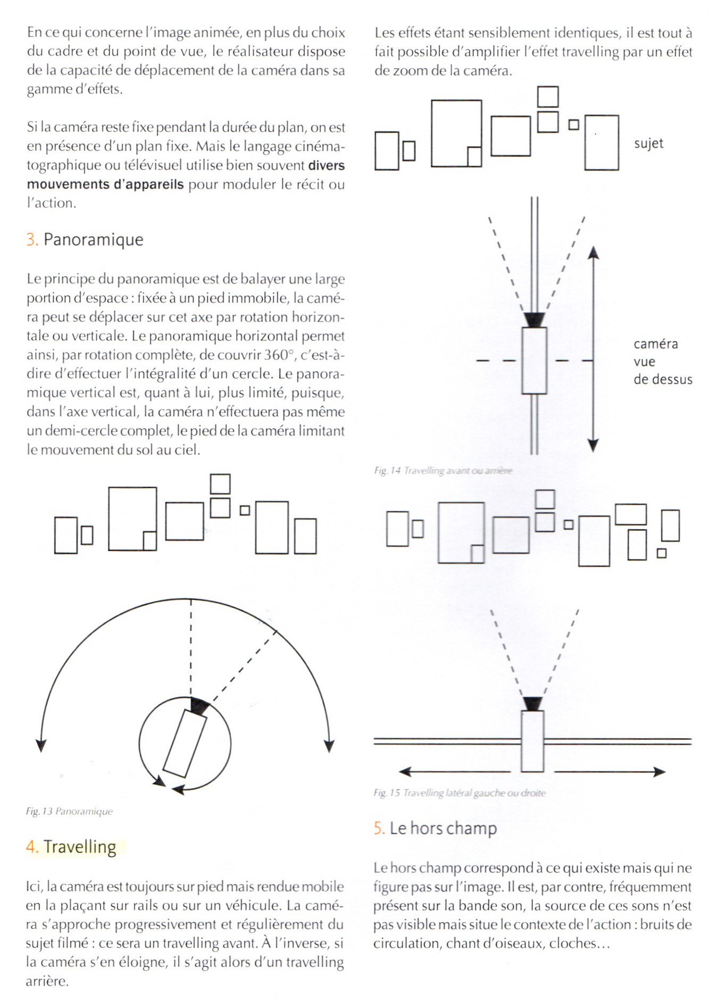 En ce qui concerne l'image animée, en plus du choix
du cadre et du point de vue, le réalisateur dispose
de la capacité de déplacement de la caméra dans sa
gamme d'effets.
Si la caméra reste fixe pendant la durée du plan, on est
en présence d'un plan fixe. Mais le langage cinéma-
tographique ou télévisuel utilise bien souvent divers
mouvements d'appareils pour moduler le récit ou
l'action.
3. Panoramique
Le principe du panoramique est de balayer une large
portion d'espace : fixée à un pied immobile, la camé-
ra peut se déplacer sur cet axe par rotation horizon-
tale ou verticale. Le panoramique horizontal permet
ainsi, par rotation complète, de couvrir 360°, c'est-à-
dire d'effectuer l'intégralité d'un cercle. Le panora-
mique vertical est, quant à lui, plus limité, puisque,
dans l'axe vertical, la caméra n'effectuera pas même
un demi-cercle complet, le pied de la caméra limitant
le mouvement du sol au ciel.
Fig. 13 Panoramique
4. Travelling
Ici, la caméra est toujours sur pied mais rendue mobile
en la plaçant sur rails ou sur un véhicule. La camé-
ra s'approche progressivement et régulièrement du
sujet filmé : ce sera un travelling avant. À l'inverse, si
la caméra s'en éloigne, il s'agit alors d'un travelling
arrière.
Les effets étant sensiblement identiques, il est tout à
fait possible d'amplifier l'effet travelling par un effet
de zoom de la caméra.
sujet
caméra
vue
de dessus
Fig. 14 Travelling avant ou arrière
Fig. 15 Travelling latéral gauche ou droite
5. Le hors champ
Le hors champ correspond à ce qui existe mais qui ne
figure pas sur l'image. Il est, par contre, fréquemment
présent sur la bande son, la source de ces sons n'est
pas visible mais situe le contexte de l'action : bruits de
circulation, chant d'oiseaux, cloches...